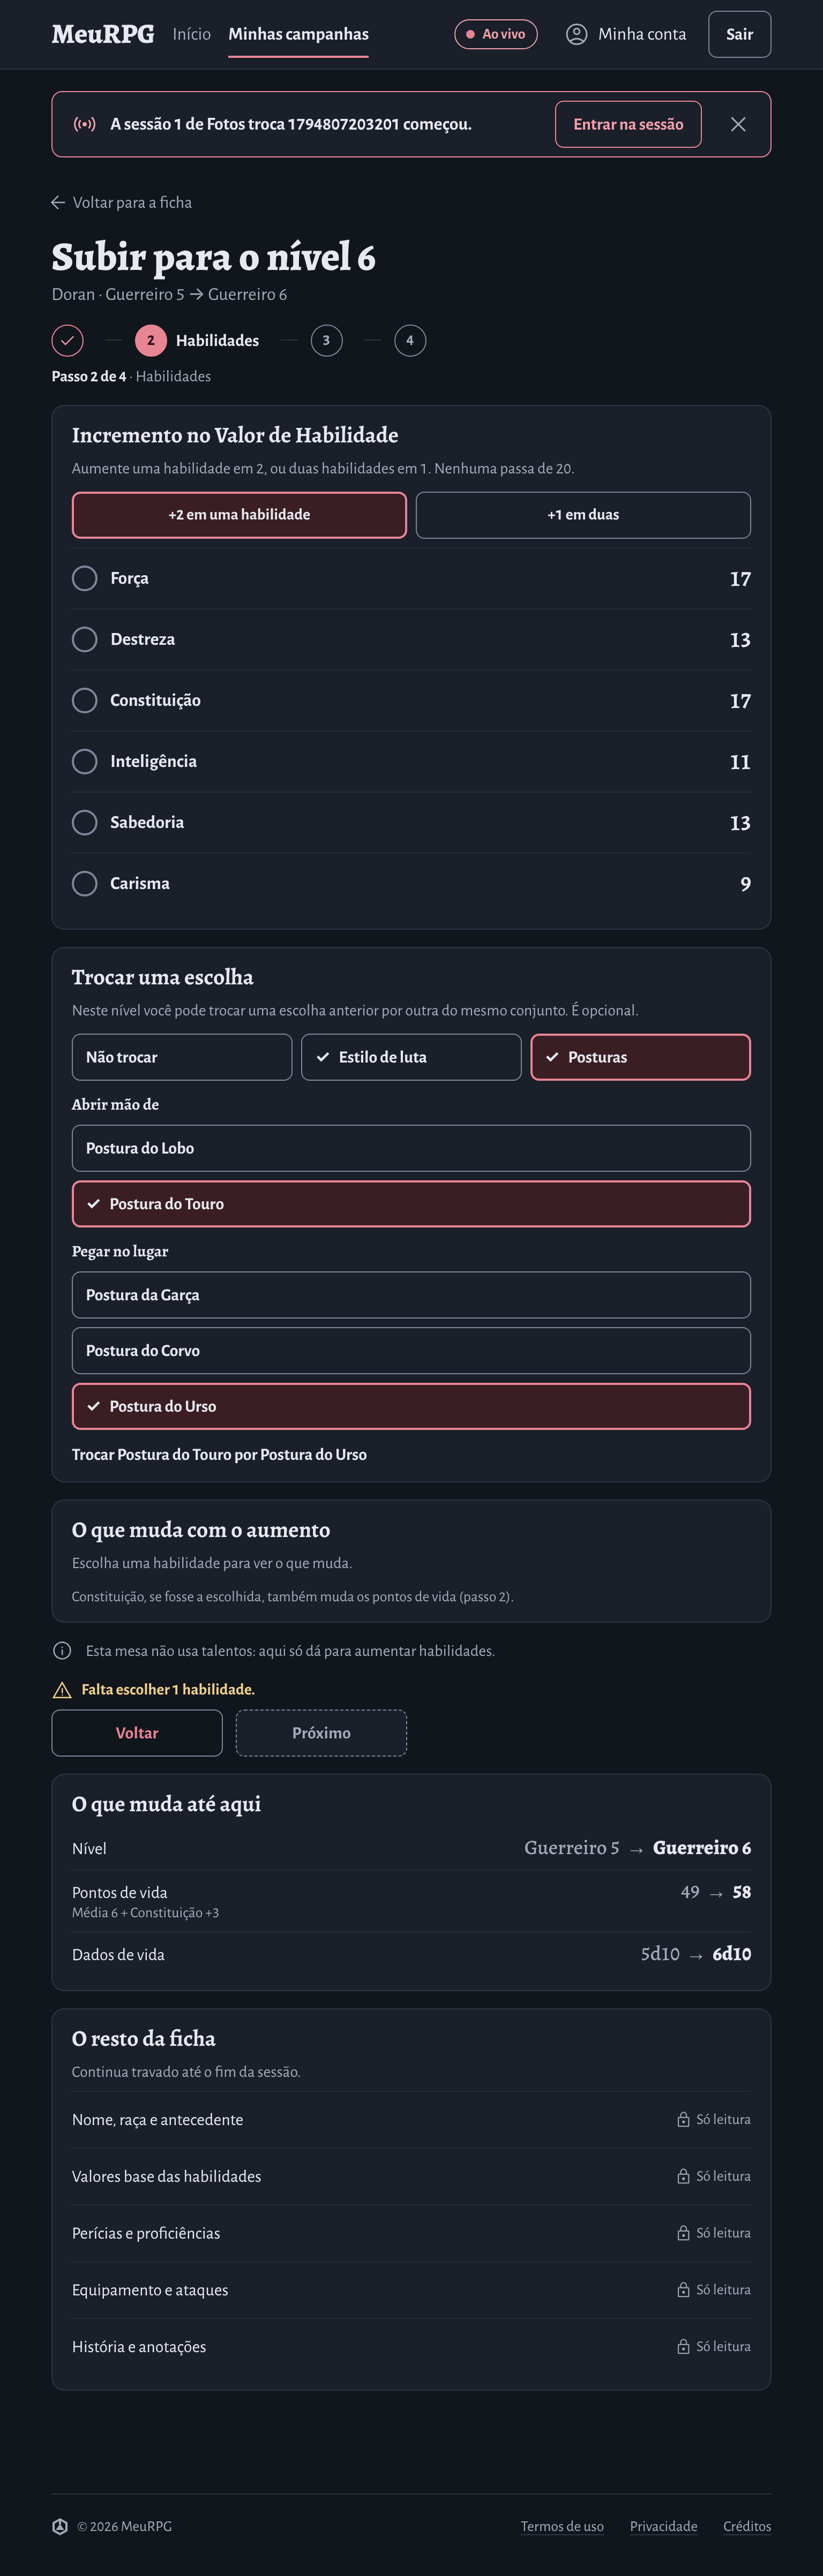 MeuRPG Início Minhas campanhas Ao vivo Minha conta Sair
A sessão 1 de Fotos troca 1794807203201 começou. Entrar na sessão
Voltar para a ficha
Subir para o nível 6
Doran · Guerreiro 5 → Guerreiro 6
2 Habilidades 3 4
Passo 2 de 4 · Habilidades
Incremento no Valor de Habilidade
Aumente uma habilidade em 2, ou duas habilidades em 1. Nenhuma passa de 20.
+2 em uma habilidade +1 em duas
Força 17
Destreza 13
Constituição 17
Inteligência 11
Sabedoria 13
Carisma 9
Trocar uma escolha
Neste nível você pode trocar uma escolha anterior por outra do mesmo conjunto. É opcional.
Não trocar Estilo de luta Posturas
Abrir mão de
Postura do Lobo
Postura do Touro
Pegar no lugar
Postura da Garça
Postura do Corvo
Postura do Urso
Trocar Postura do Touro por Postura do Urso
O que muda com o aumento
Escolha uma habilidade para ver o que muda.
Constituição, se fosse a escolhida, também muda os pontos de vida (passo 2).
Esta mesa não usa talentos: aqui só dá para aumentar habilidades.
Falta escolher 1 habilidade.
Voltar Próximo
O que muda até aqui
Nível Guerreiro 5 → Guerreiro 6
Pontos de vida 49 → 58
Média 6 + Constituição +3
Dados de vida 5d10 → 6d10
O resto da ficha
Continua travado até o fim da sessão.
Nome, raça e antecedente Só leitura
Valores base das habilidades Só leitura
Perícias e proficiências Só leitura
Equipamento e ataques Só leitura
História e anotações Só leitura
© 2026 MeuRPG Termos de uso Privacidade Créditos